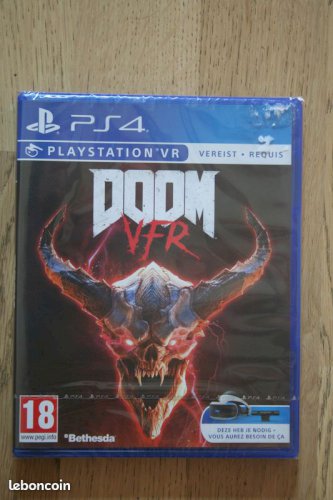 PS4
PLAYSTATION®VR
VEREIST • REQUIS
DOOM
VFR
18
www.pegi.info
Bethesda
DEZE HEB JE NODIG -
VOUS AUREZ BESOIN DE ÇA
leboncoin